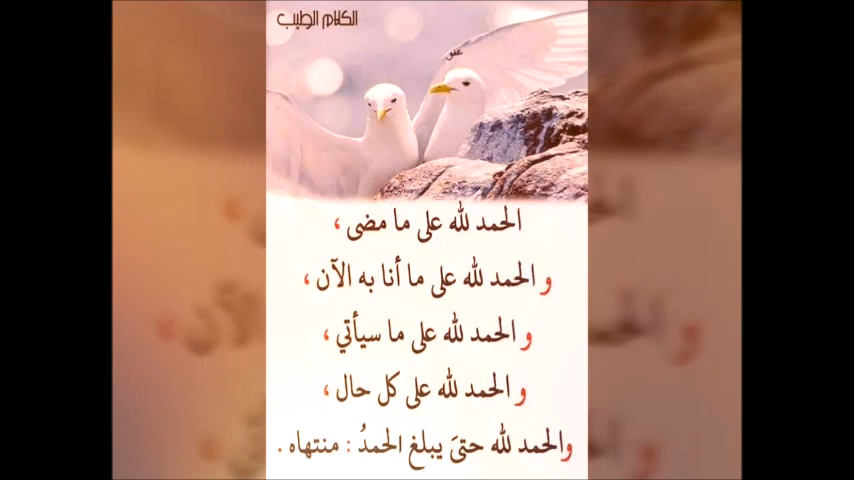 الكلام الطيب
الحمد لله على ما مضى ،
و الحمد لله على ما أنا به الآن ،
و الحمد لله على ما سيأتي ،
و الحمد لله على كل حال ،
والحمد لله حتىَ يبلغ الحمدُ : منتهاه .